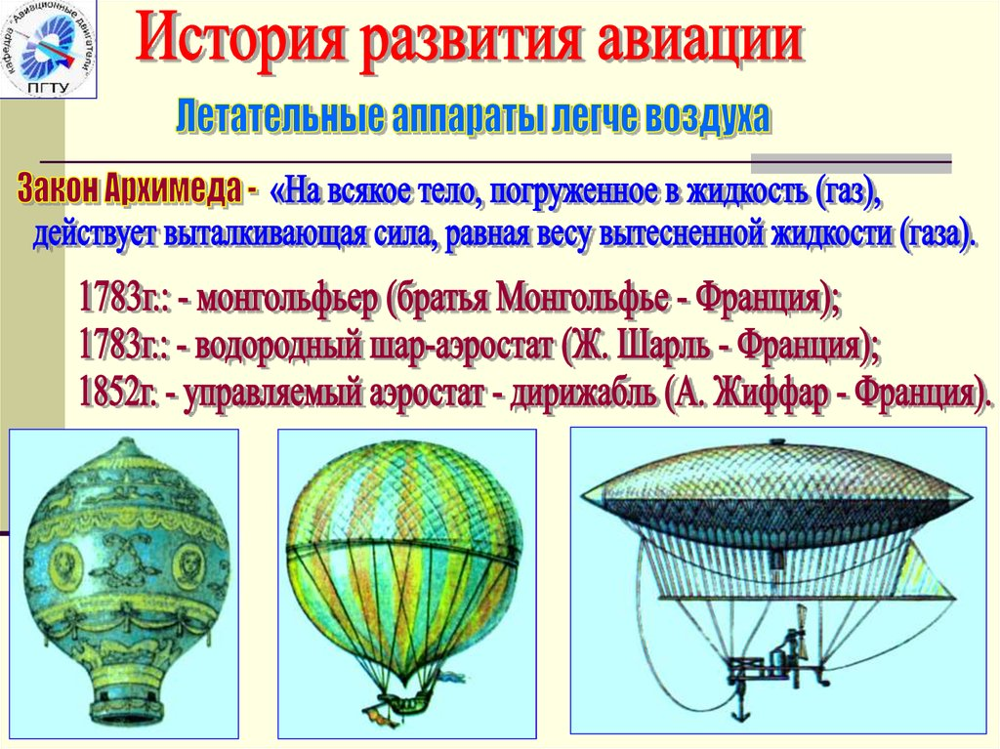 кафедра "Авиационные двигатели"
ПГТУ
История развития авиации
Летательные аппараты легче воздуха
Закон Архимеда - «На всякое тело, погруженное в жидкость (газ),
действует выталкивающая сила, равная весу вытесненной жидкости (газа).
1783г.: - монгольфьер (братья Монгольфье - Франция);
1783г.: - водородный шар-аэростат (Ж. Шарль - Франция);
1852г. - управляемый аэростат - дирижабль (А. Жиффар - Франция).